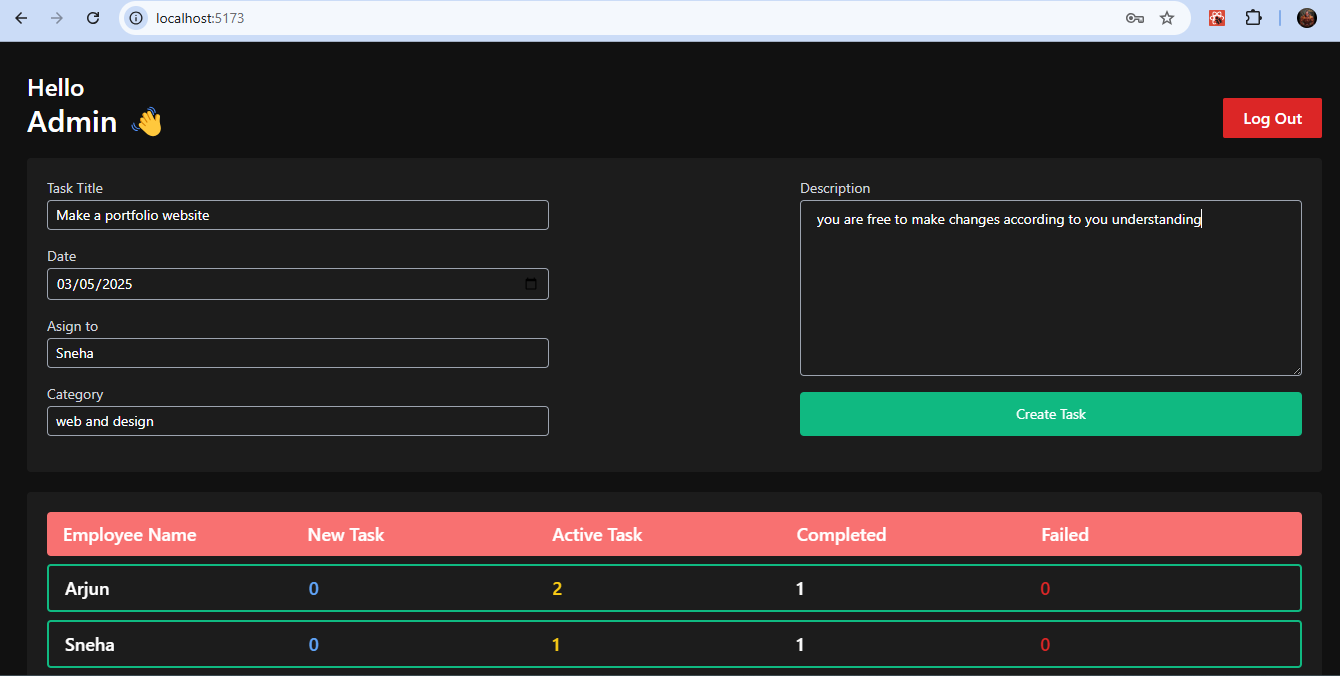 localhost:5173
Hello
Admin 👋
Log Out
Task Title
Make a portfolio website
Date
03/05/2025
Asign to
Sneha
Category
web and design
Description
you are free to make changes according to you understanding
Create Task
Employee Name New Task Active Task Completed Failed
Arjun 0 2 1 0
Sneha 0 1 1 0